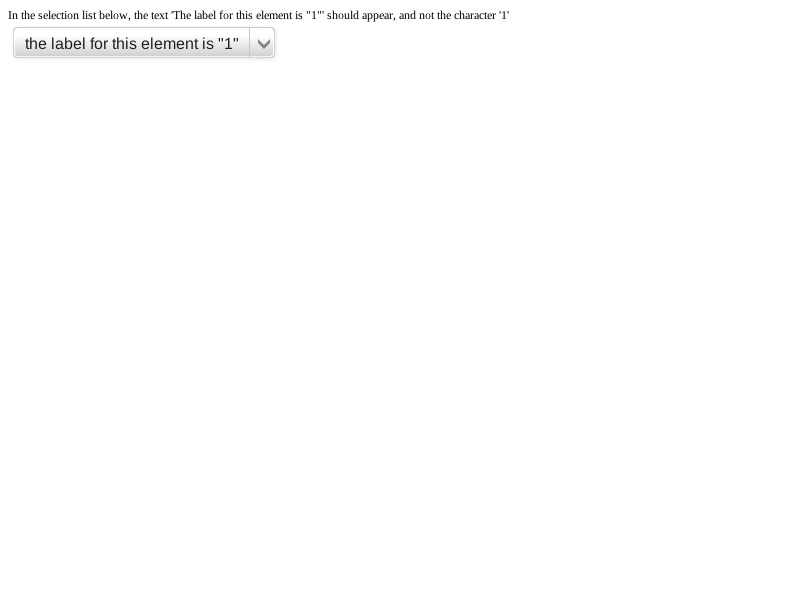 In the selection list below, the text 'The label for this element is "1"' should appear, and not the character '1'
the label for this element is "1"